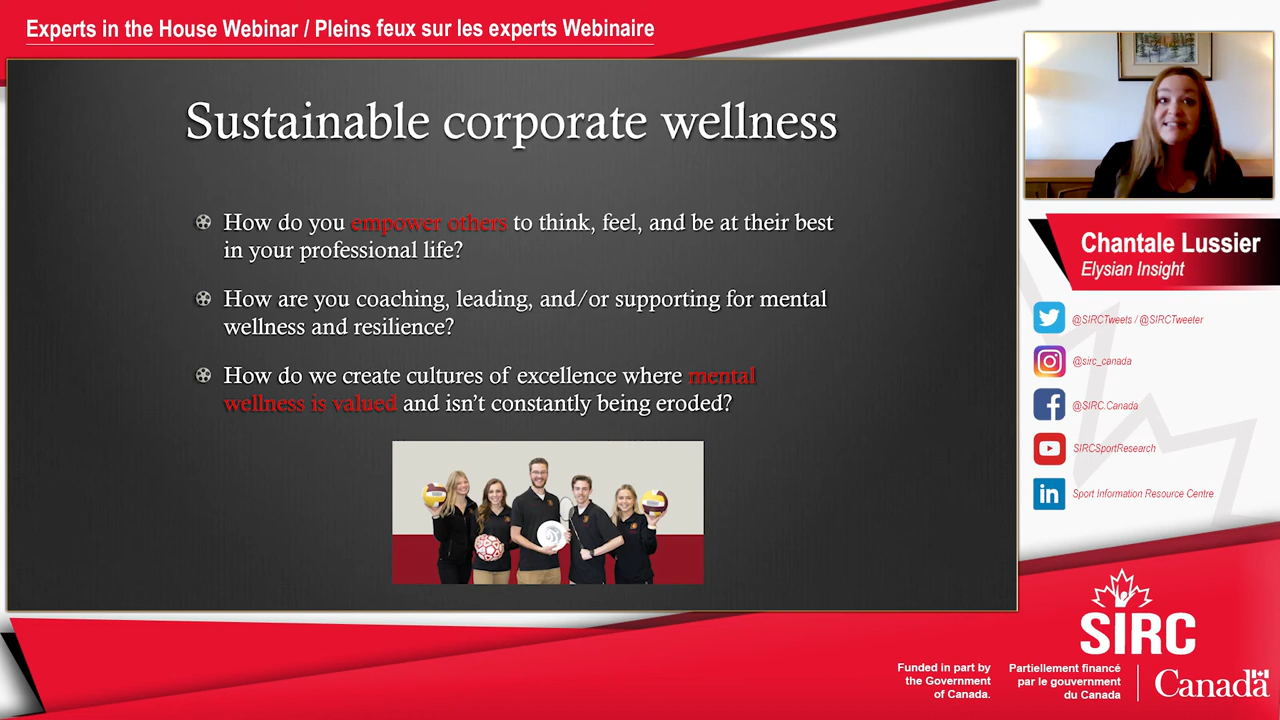 Experts in the House Webinar / Pleins feux sur les experts Webinaire
Sustainable corporate wellness
How do you empower others to think, feel, and be at their best
in your professional life?
How are you coaching, leading, and/or supporting for mental
wellness and resilience?
How do we create cultures of excellence where mental
wellness is valued and isn't constantly being eroded?
Chantale Lussier
Elysian Insight
@SIRCTweets / @SIRCTweeter
@sirc_canada
@SIRC.Canada
SIRCSportResearch
in
Sport Information Resource Centre
SIRC
Funded in part by
the Government
of Canada.
Partiellement financé
par le gouvernment
du Canada
Canada